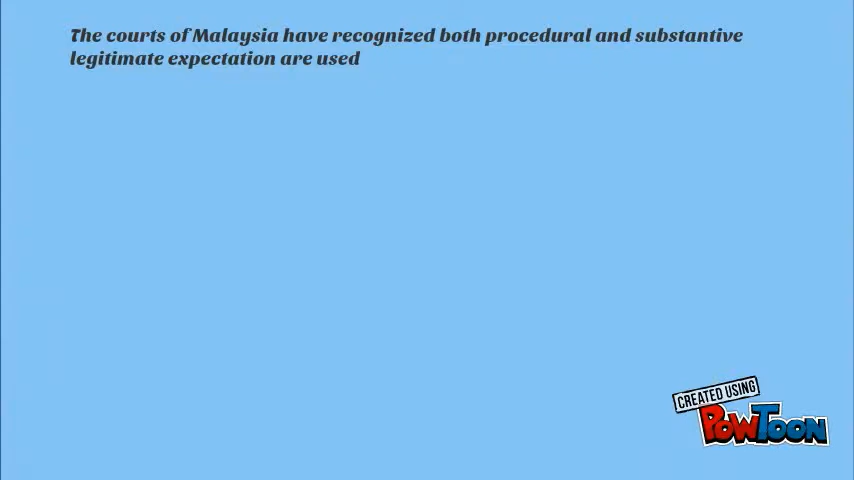 The courts of Malaysia have recognized both procedural and substantive
legitimate expectation are used
CREATED USING
POWTOON